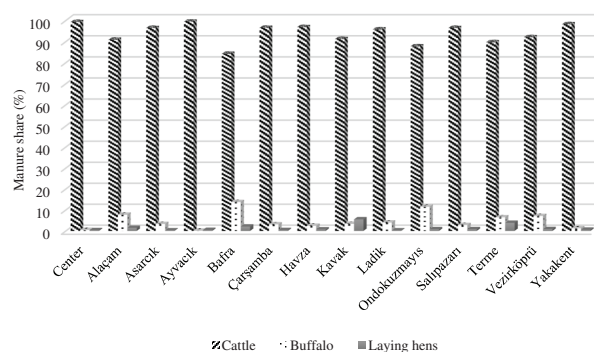 Manure share (%)
100
90
80
70
60
50
40
30
20
10
0
Center
Alaçam
Asarcık
Ayvacık
Bafra
Çarşamba
Havza
Kavak
Ladik
Ondokuzmayıs
Salıpazarı
Terme
Vezirköprü
Yakakent
Cattle Buffalo Laying hens